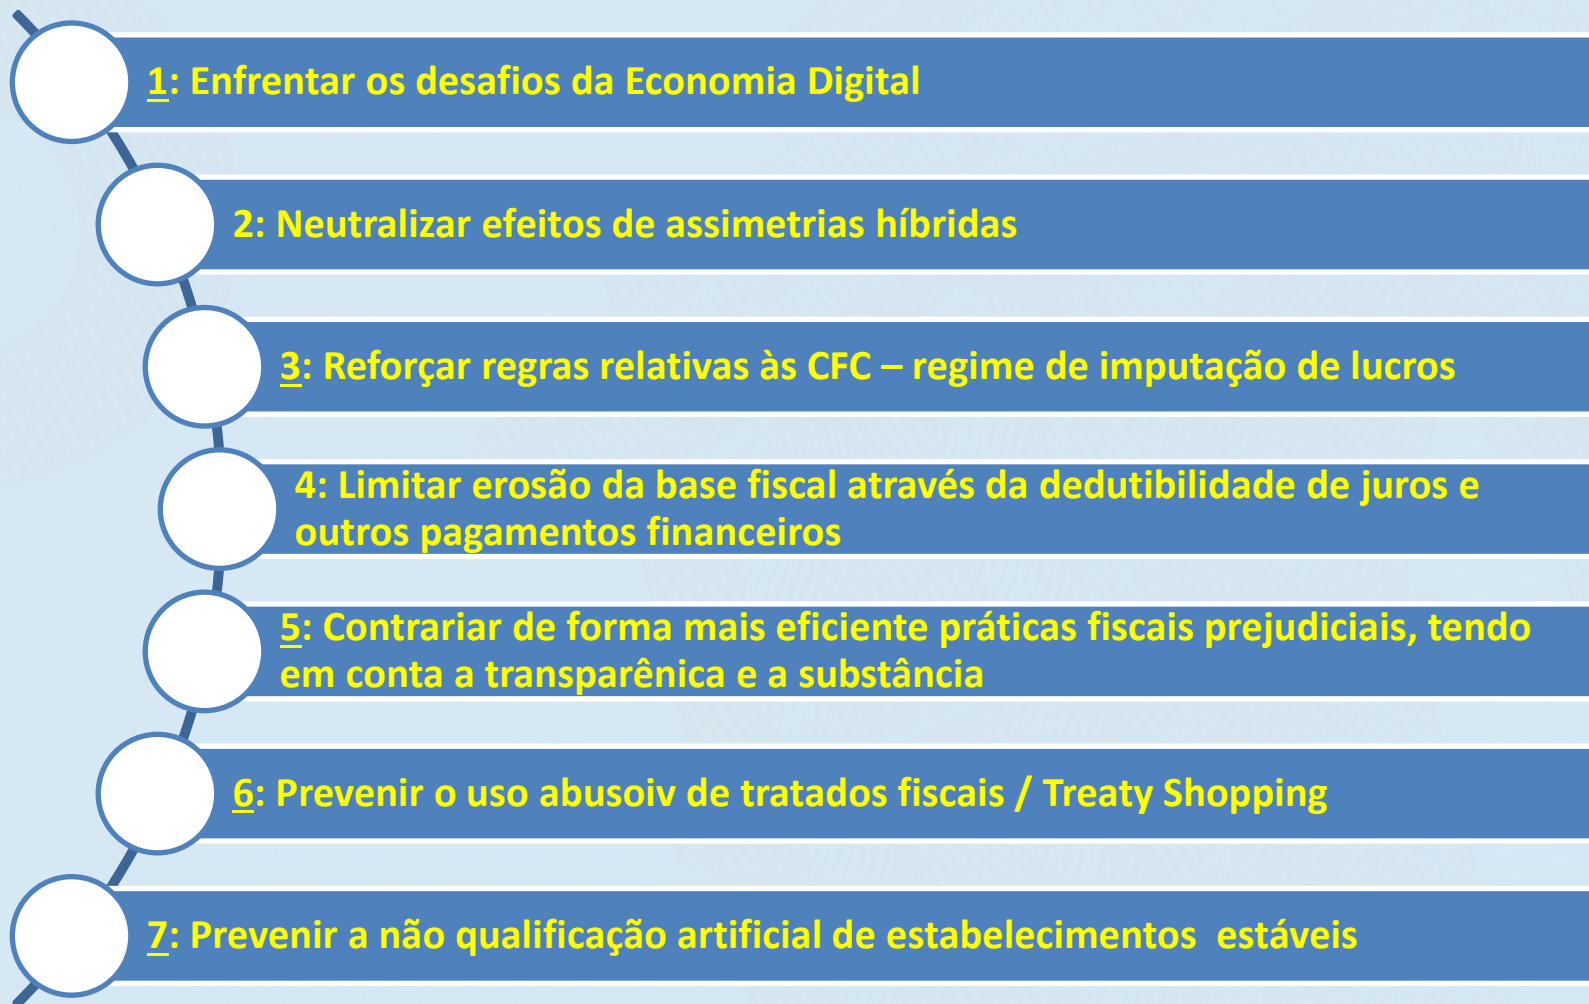 1: Enfrentar os desafios da Economia Digital
2: Neutralizar efeitos de assimetrias híbridas
3: Reforçar regras relativas às CFC – regime de imputação de lucros
4: Limitar erosão da base fiscal através da dedutibilidade de juros e
outros pagamentos financeiros
5: Contrariar de forma mais eficiente práticas fiscais prejudiciais, tendo
em conta a transparênica e a substância
6: Prevenir o uso abusoiv de tratados fiscais / Treaty Shopping
7: Prevenir a não qualificação artificial de estabelecimentos  estáveis